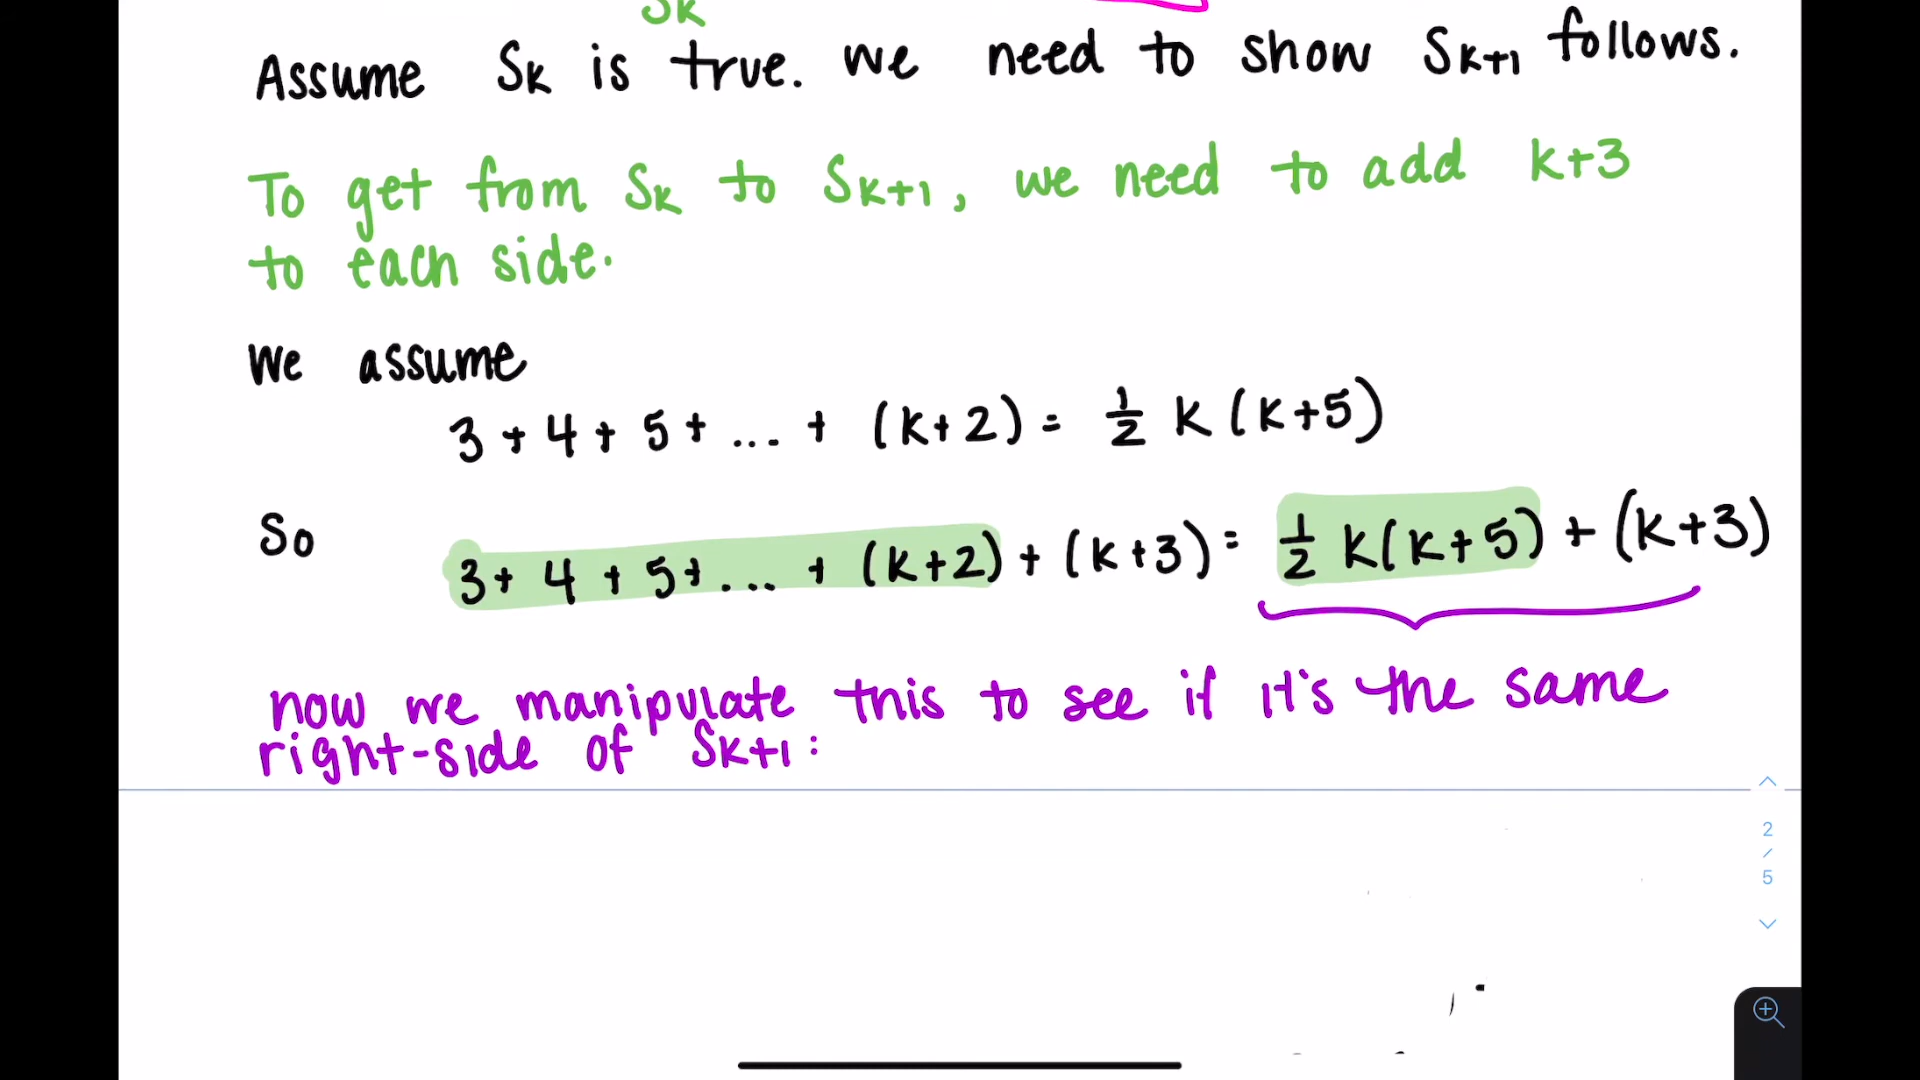 Sk
Assume Sk is true. we need to show Sk+1 follows.
To get from Sk to Sk+1, we need to add k+3
to each side.
We assume
3 + 4 + 5 + ... + (k+2) = 1/2 k (k+5)
So 3 + 4 + 5 + ... + (k+2) + (k+3) = 1/2 k(k+5) + (k+3)
now we manipulate this to see if it's the same
right-side of Sk+1:
2
/
5